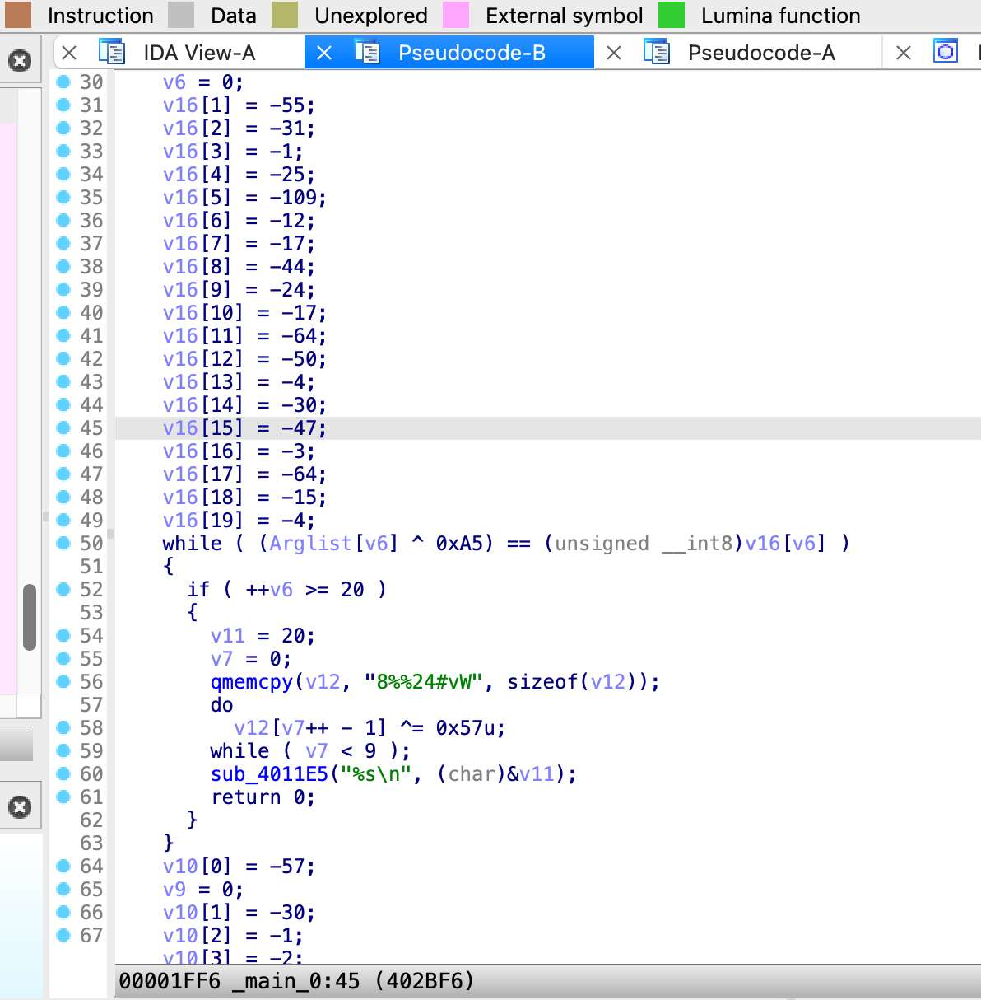 Instruction Data Unexplored External symbol Lumina function
IDA View-A Pseudocode-B Pseudocode-A
30 v6 = 0;
31 v16[1] = -55;
32 v16[2] = -31;
33 v16[3] = -1;
34 v16[4] = -25;
35 v16[5] = -109;
36 v16[6] = -12;
37 v16[7] = -17;
38 v16[8] = -44;
39 v16[9] = -24;
40 v16[10] = -17;
41 v16[11] = -64;
42 v16[12] = -50;
43 v16[13] = -4;
44 v16[14] = -30;
45 v16[15] = -47;
46 v16[16] = -3;
47 v16[17] = -64;
48 v16[18] = -15;
49 v16[19] = -4;
50 while ( (Arglist[v6] ^ 0xA5) == (unsigned __int8)v16[v6] )
51 {
52 if ( ++v6 >= 20 )
53 {
54 v11 = 20;
55 v7 = 0;
56 qmemcpy(v12, "8%%24#vW", sizeof(v12));
57 do
58 v12[v7++ - 1] ^= 0x57u;
59 while ( v7 < 9 );
60 sub_4011E5("%s\n", (char)&v11);
61 return 0;
62 }
63 }
64 v10[0] = -57;
65 v9 = 0;
66 v10[1] = -30;
67 v10[2] = -1;
v10[3] = -2;
00001FF6 _main_0:45 (402BF6)